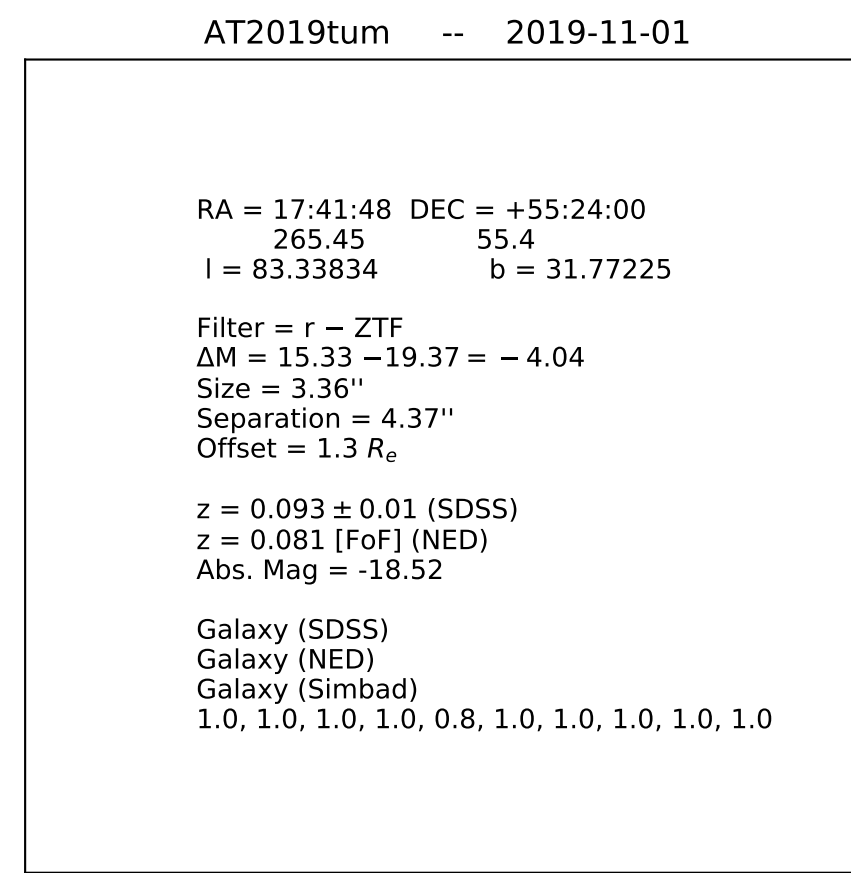 AT2019tum -- 2019-11-01
RA = 17:41:48 DEC = +55:24:00
265.45 55.4
l = 83.33834 b = 31.77225
Filter = r − ZTF
ΔM = 15.33 −19.37 = − 4.04
Size = 3.36''
Separation = 4.37''
Offset = 1.3 Rₑ
z = 0.093 ± 0.01 (SDSS)
z = 0.081 [FoF] (NED)
Abs. Mag = -18.52
Galaxy (SDSS)
Galaxy (NED)
Galaxy (Simbad)
1.0, 1.0, 1.0, 1.0, 0.8, 1.0, 1.0, 1.0, 1.0, 1.0